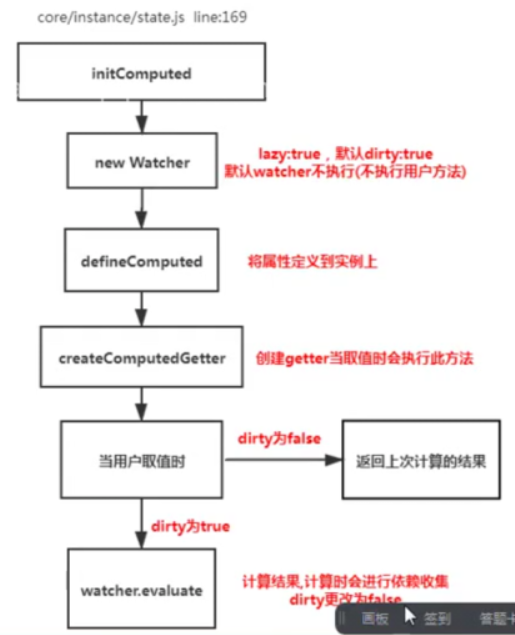 core/instance/state.js line:169
initComputed
new Watcher
lazy:true，默认dirty:true
默认watcher不执行(不执行用户方法)
defineComputed
将属性定义到实例上
createComputedGetter
创建getter当取值时会执行此方法
当用户取值时
dirty为false
返回上次计算的结果
dirty为true
watcher.evaluate
计算结果,计算时会进行依赖收集
dirty更改为false
画板
签到
答题卡